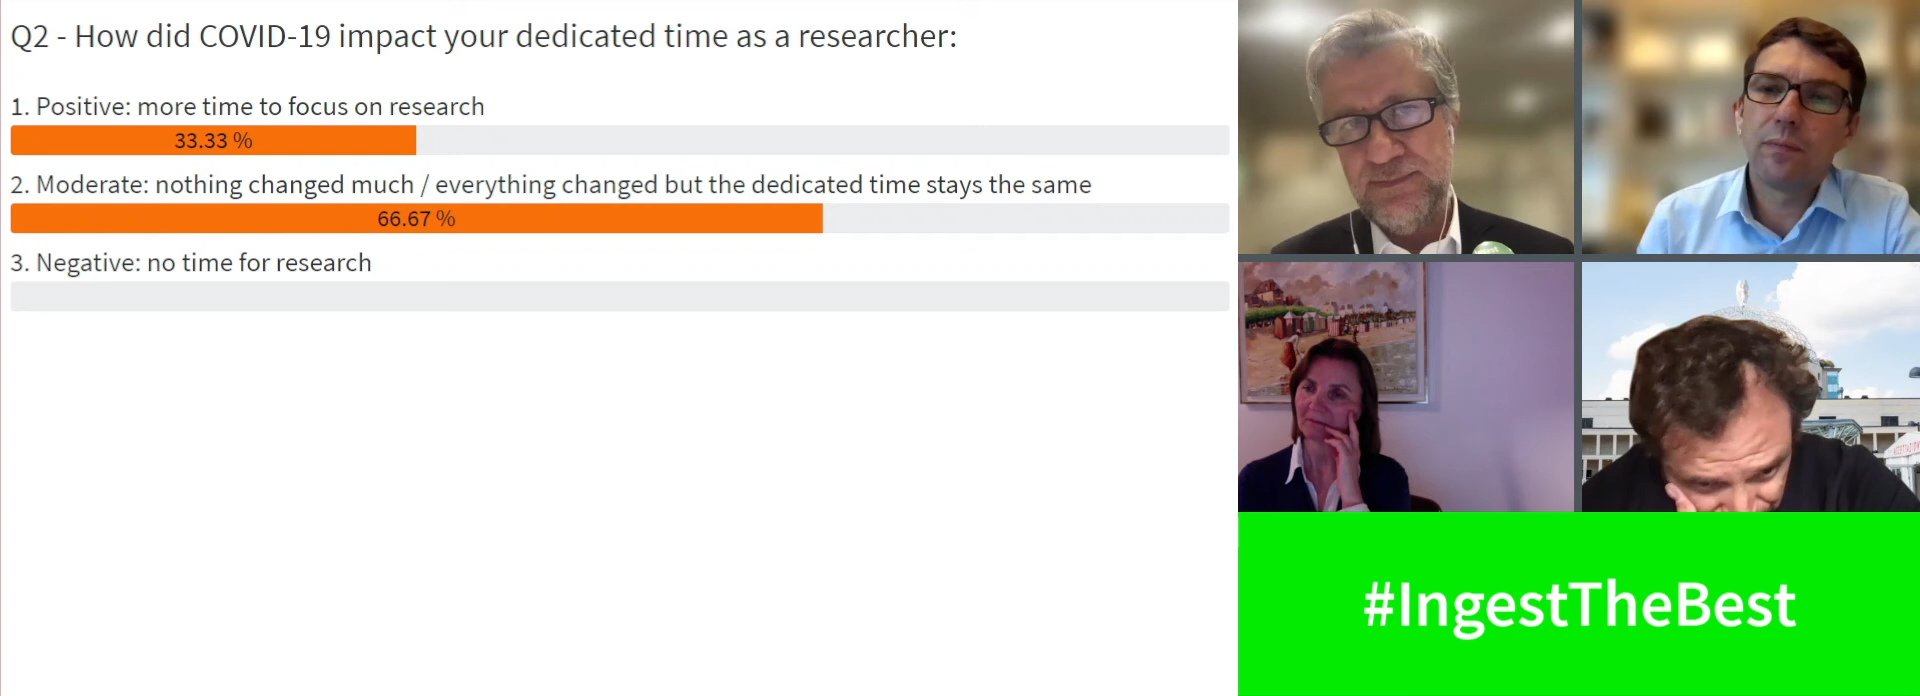 Q2 - How did COVID-19 impact your dedicated time as a researcher:
1. Positive: more time to focus on research
33.33 %
2. Moderate: nothing changed much / everything changed but the dedicated time stays the same
66.67 %
3. Negative: no time for research
#IngestTheBest